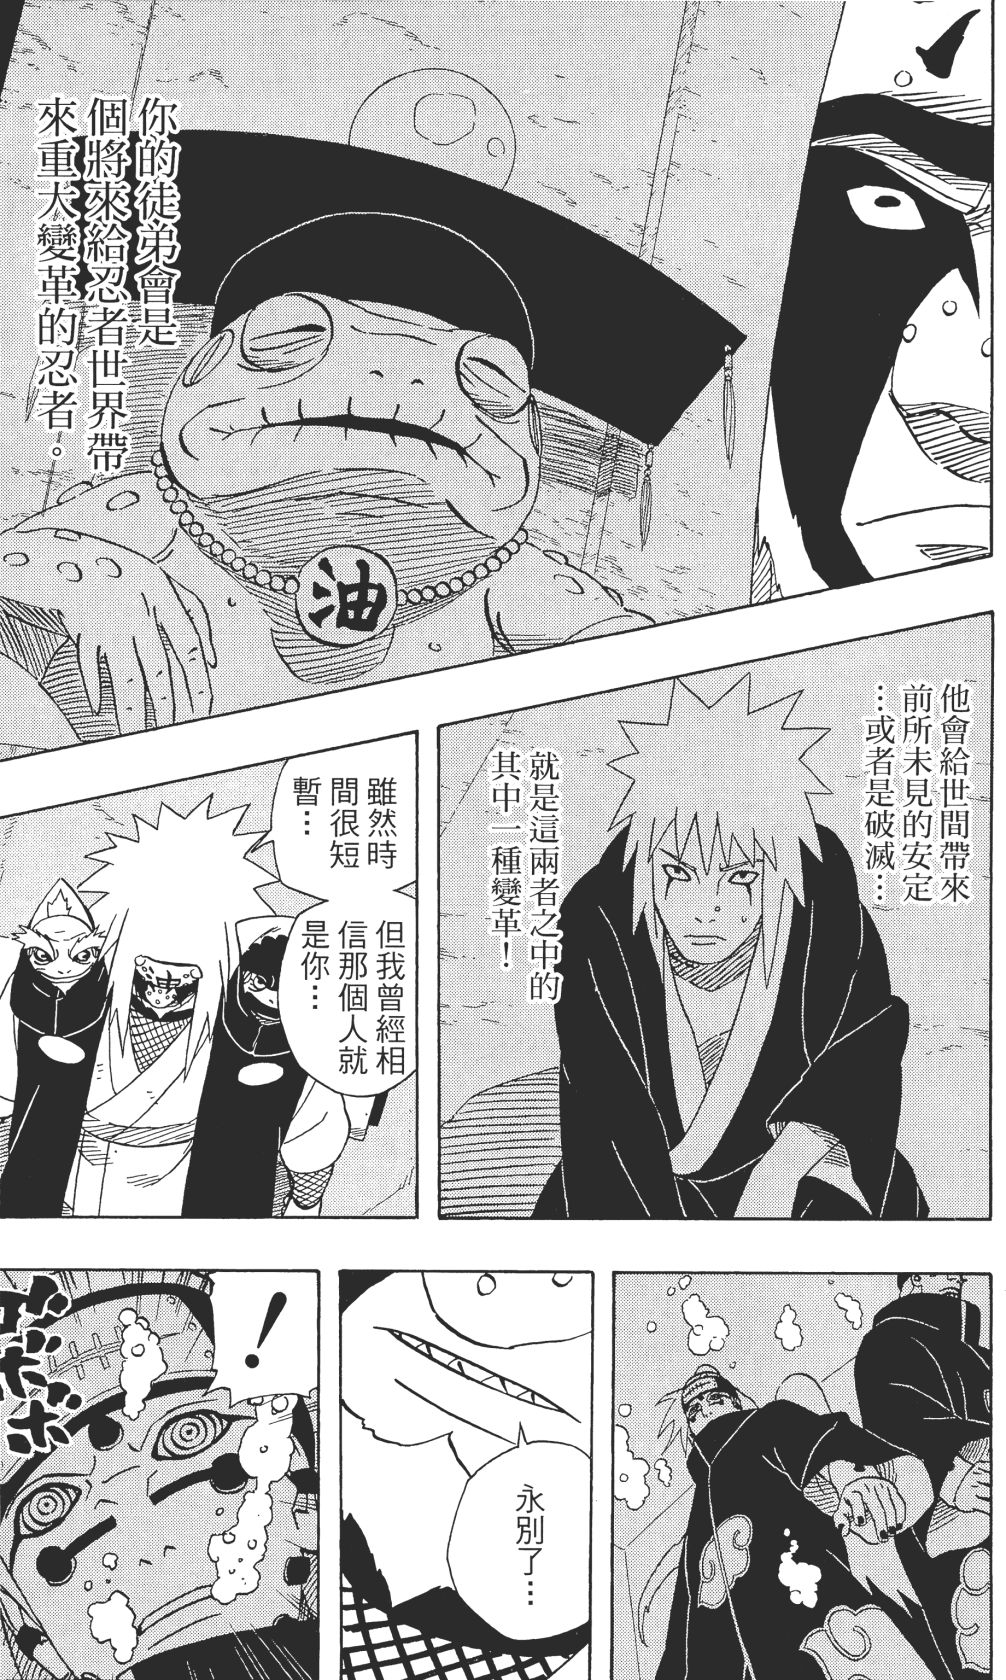 你的徒弟會是
個將來給忍者世界帶
來重大變革的忍者。
油
他會給世間帶來
前所未見的安定
…或者是破滅…
就是這兩者之中的
其中一種變革！
雖然時
間很短
暫…
但我曾經相
信那個人就
是你…
永別了…
！
ボボボボ